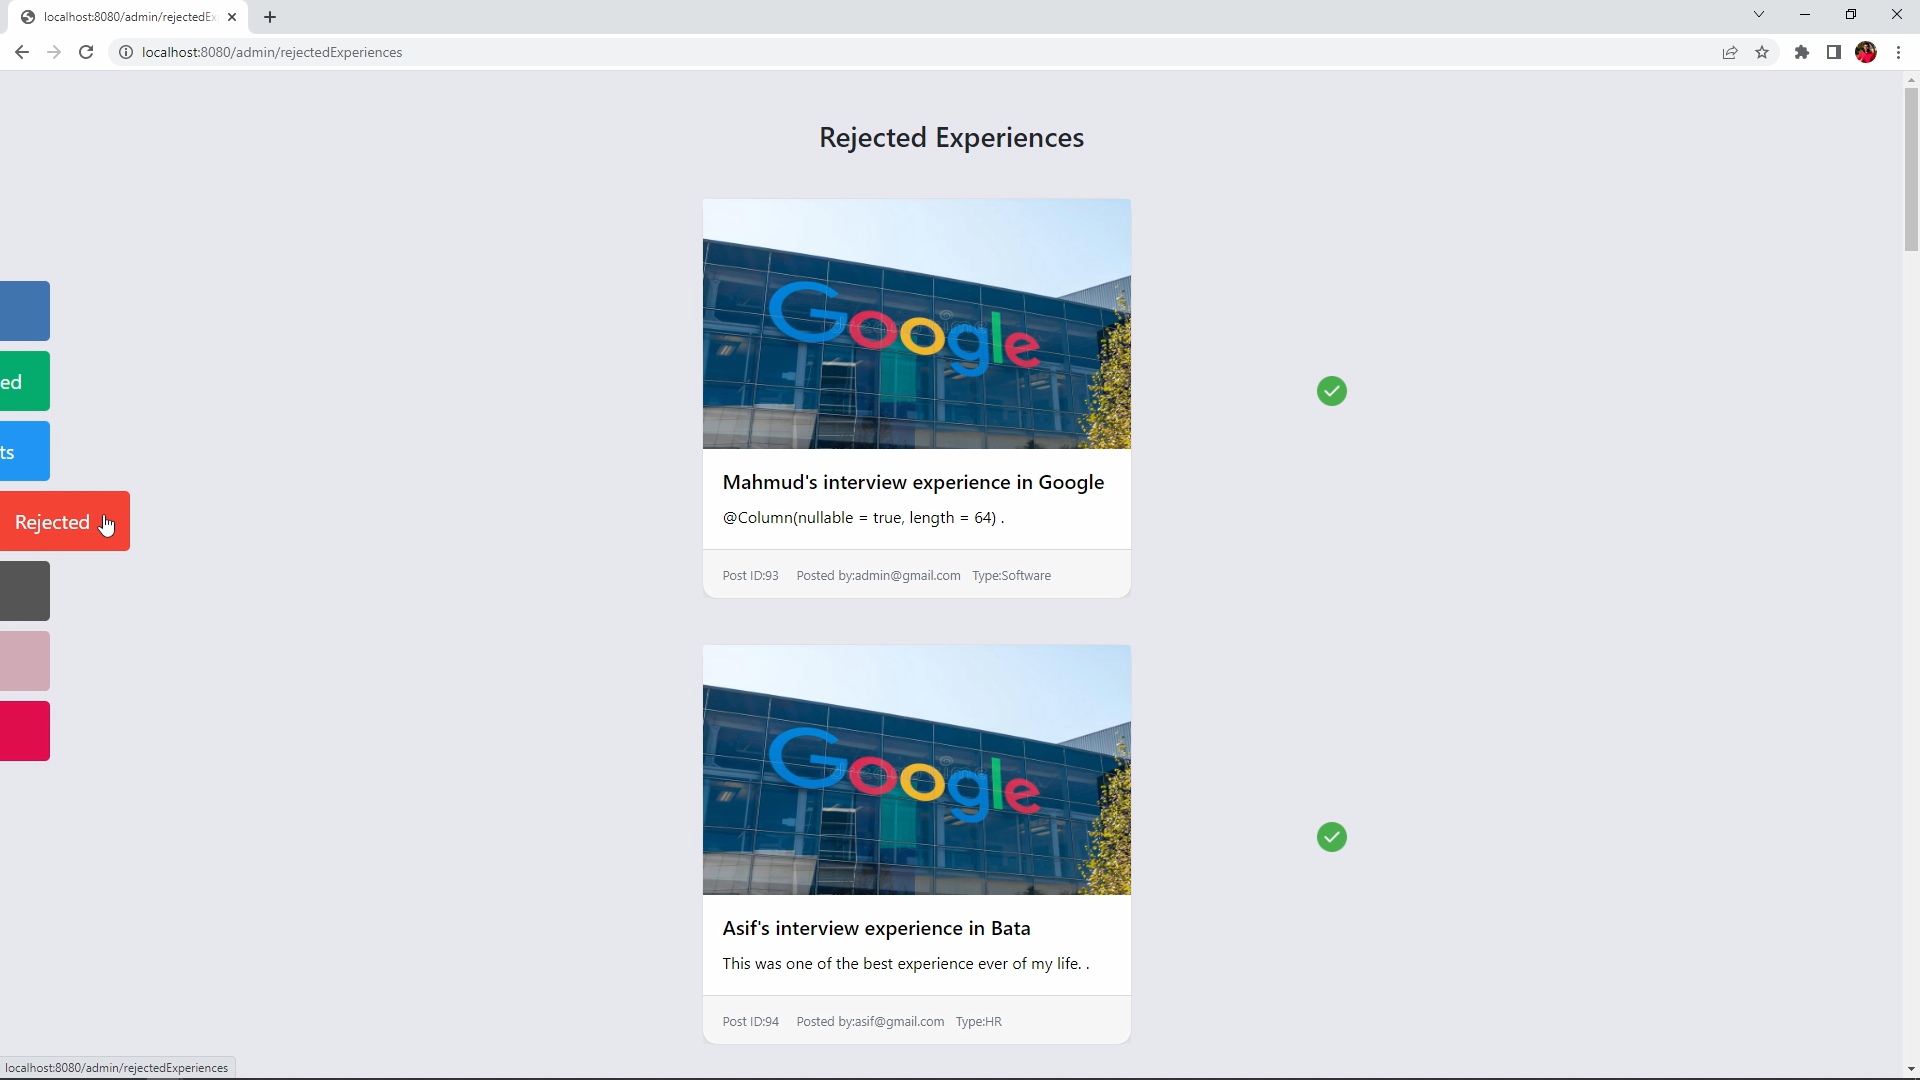 localhost:8080/admin/rejectedEx
localhost:8080/admin/rejectedExperiences
Rejected Experiences
Google
ed
ts
Rejected
Mahmud's interview experience in Google
@Column(nullable = true, length = 64) .
Post ID:93 Posted by:admin@gmail.com Type:Software
Google
Asif's interview experience in Bata
This was one of the best experience ever of my life. .
Post ID:94 Posted by:asif@gmail.com Type:HR
localhost:8080/admin/rejectedExperiences